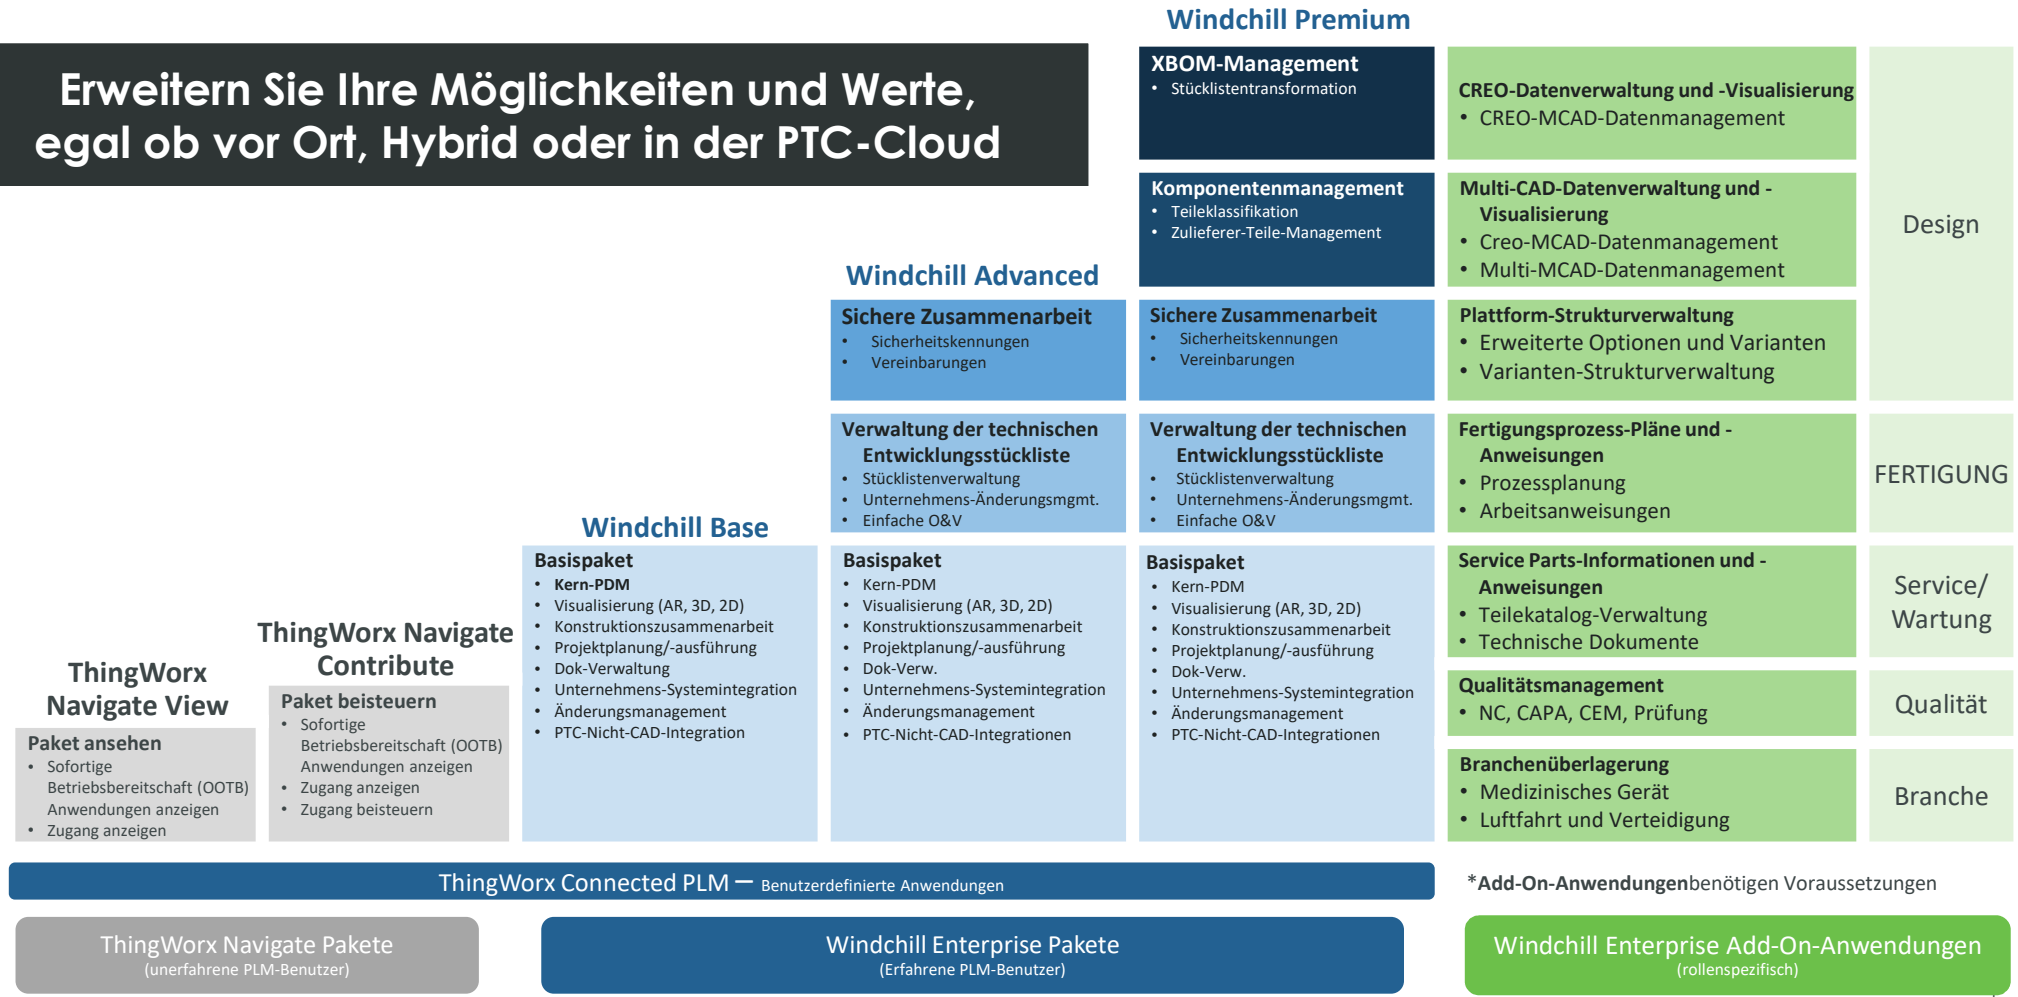 Erweitern Sie Ihre Möglichkeiten und Werte,
egal ob vor Ort, Hybrid oder in der PTC-Cloud
ThingWorx
Navigate View
Paket ansehen
• Sofortige
Betriebsbereitschaft (OOTB)
Anwendungen anzeigen
• Zugang anzeigen
ThingWorx Navigate
Contribute
Paket beisteuern
• Sofortige
Betriebsbereitschaft (OOTB)
Anwendungen anzeigen
• Zugang anzeigen
• Zugang beisteuern
Windchill Base
Basispaket
• Kern-PDM
• Visualisierung (AR, 3D, 2D)
• Konstruktionszusammenarbeit
• Projektplanung/-ausführung
• Dok-Verwaltung
• Unternehmens-Systemintegration
• Änderungsmanagement
• PTC-Nicht-CAD-Integration
Windchill Advanced
Sichere Zusammenarbeit
• Sicherheitskennungen
• Vereinbarungen
Verwaltung der technischen
Entwicklungsstückliste
• Stücklistenverwaltung
• Unternehmens-Änderungsmgmt.
• Einfache O&V
Basispaket
• Kern-PDM
• Visualisierung (AR, 3D, 2D)
• Konstruktionszusammenarbeit
• Projektplanung/-ausführung
• Dok-Verw.
• Unternehmens-Systemintegration
• Änderungsmanagement
• PTC-Nicht-CAD-Integrationen
Windchill Premium
XBOM-Management
• Stücklistentransformation
Komponentenmanagement
• Teileklassifikation
• Zulieferer-Teile-Management
Sichere Zusammenarbeit
• Sicherheitskennungen
• Vereinbarungen
Verwaltung der technischen
Entwicklungsstückliste
• Stücklistenverwaltung
• Unternehmens-Änderungsmgmt.
• Einfache O&V
Basispaket
• Kern-PDM
• Visualisierung (AR, 3D, 2D)
• Konstruktionszusammenarbeit
• Projektplanung/-ausführung
• Dok-Verw.
• Unternehmens-Systemintegration
• Änderungsmanagement
• PTC-Nicht-CAD-Integrationen
CREO-Datenverwaltung und -Visualisierung
• CREO-MCAD-Datenmanagement
Multi-CAD-Datenverwaltung und -
Visualisierung
• Creo-MCAD-Datenmanagement
• Multi-MCAD-Datenmanagement
Plattform-Strukturverwaltung
• Erweiterte Optionen und Varianten
• Varianten-Strukturverwaltung
Design
Fertigungsprozess-Pläne und -
Anweisungen
• Prozessplanung
• Arbeitsanweisungen
FERTIGUNG
Service Parts-Informationen und -
Anweisungen
• Teilekatalog-Verwaltung
• Technische Dokumente
Service/
Wartung
Qualitätsmanagement
• NC, CAPA, CEM, Prüfung
Qualität
Branchenüberlagerung
• Medizinisches Gerät
• Luftfahrt und Verteidigung
Branche
ThingWorx Connected PLM – Benutzerdefinierte Anwendungen
*Add-On-Anwendungenbenötigen Voraussetzungen
ThingWorx Navigate Pakete
(unerfahrene PLM-Benutzer)
Windchill Enterprise Pakete
(Erfahrene PLM-Benutzer)
Windchill Enterprise Add-On-Anwendungen
(rollenspezifisch)